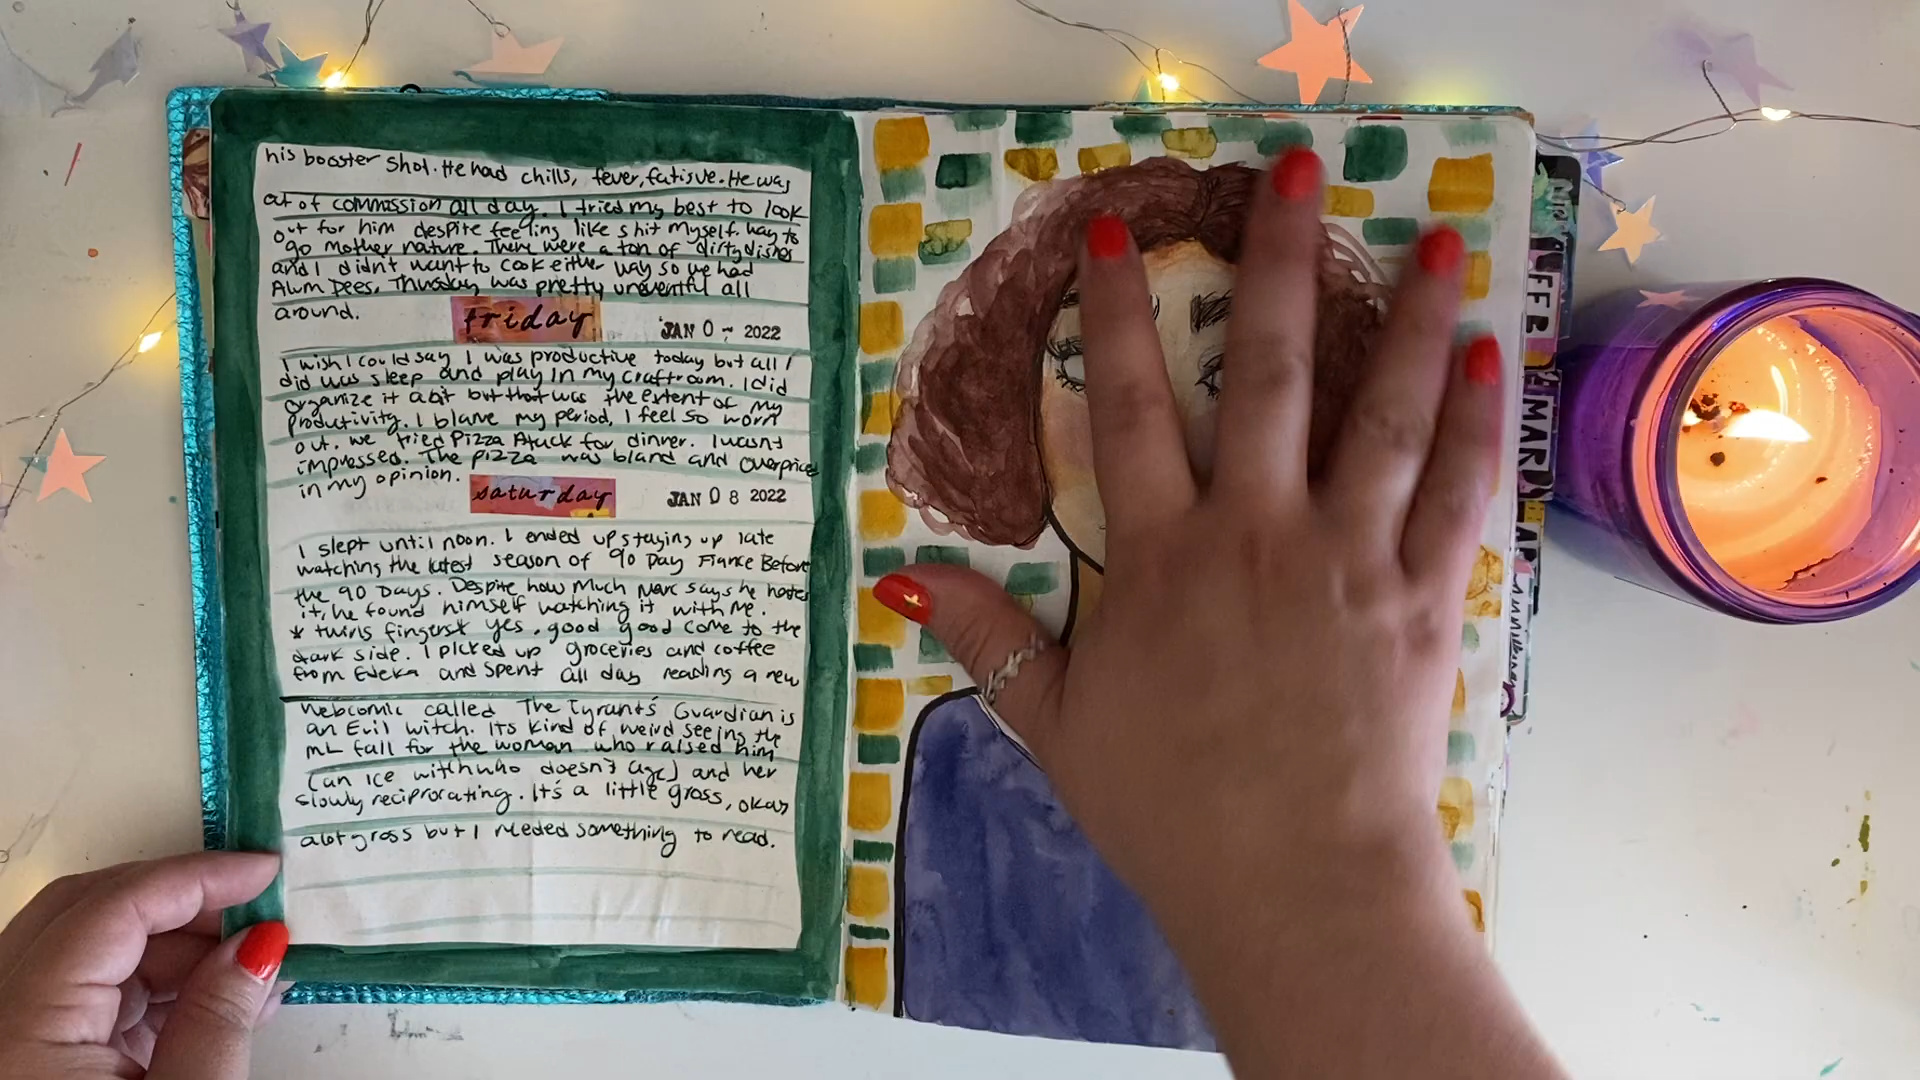 his booster shot. He had chills, fever, fatigue. He was
out of commission all day. I tried my best to look
out for him despite feeling like shit myself. way to
go mother nature. There were a ton of dirty dishes
and I didn't want to cook either way so we had
Alum Dees. Thursday was pretty uneventful all
around.
friday JAN 0 2022
I wish I could say I was productive today but all I
did was sleep and play in my craftroom. I did
organize it a bit but that was the extent of my
productivity. I blame my period, I feel so worn
out. we tried Pizza Atuck for dinner. I wasnt
impressed. The pizza was bland and overpriced
in my opinion.
saturday JAN 08 2022
I slept until noon. I ended up staying up late
watching the latest season of 90 Day Fiance Before
the 90 Days. Despite how Much Marc says he hates
it, he found himself watching it with me.
* twirls fingers* yes, good good come to the
dark side. I picked up groceries and coffee
from Edeka and spent all day reading a new
webcomic called The Tyrant's Guardian is
an Evil witch. Its kind of weird seeing the
mL fall for the woman who raised him
(an ice witch who doesn't age) and her
slowly reciprocating. It's a little gross, okay
alot gross but I needed something to read.
FEB
MAR
APR